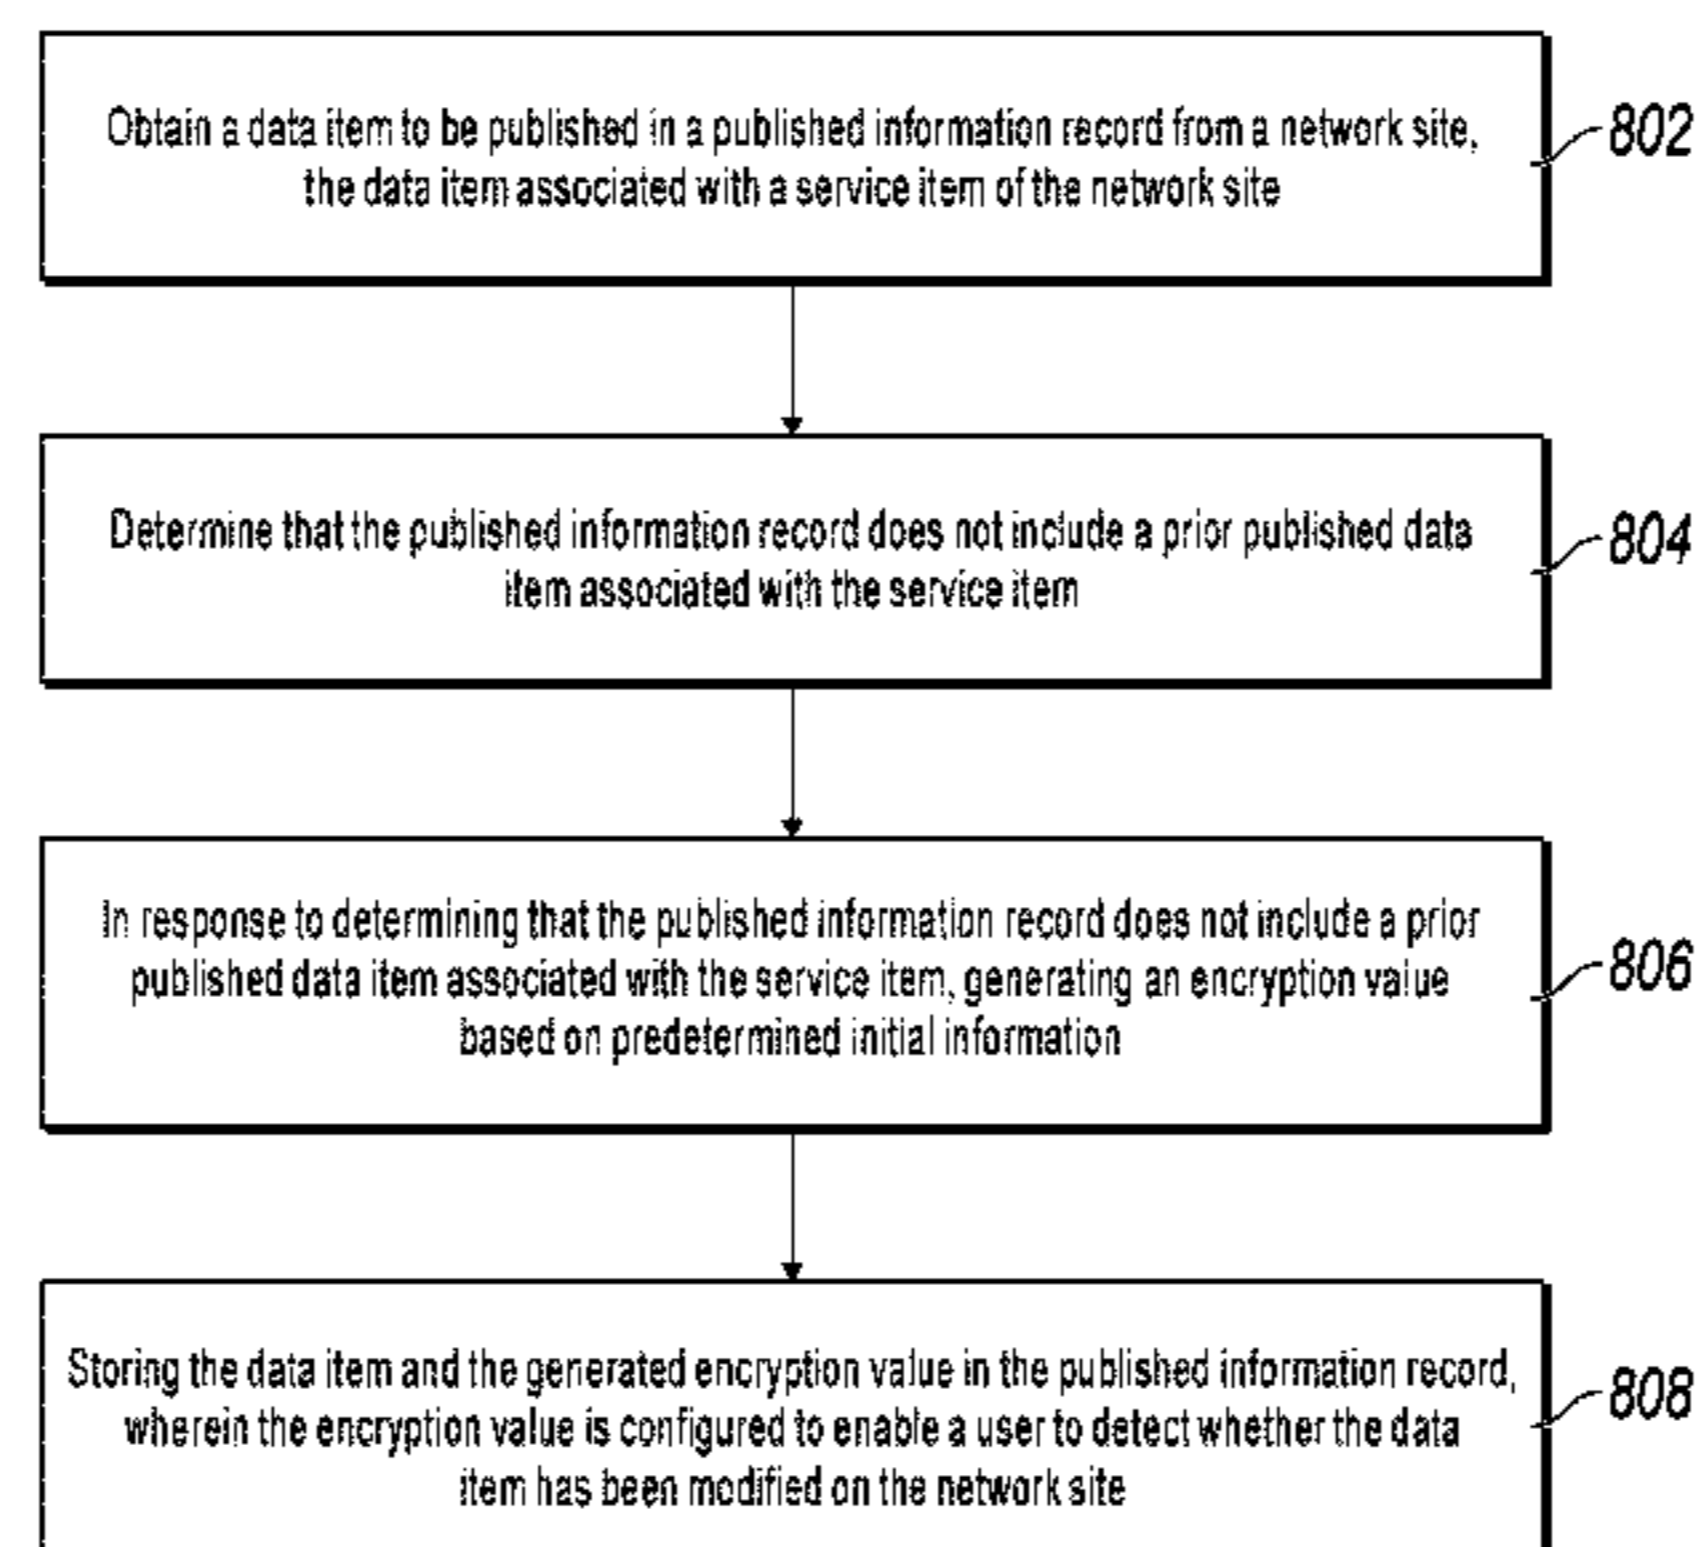 Obtain a data item to be published in a published information record from a network site,
the data item associated with a service item of the network site
802
Determine that the published information record does not include a prior published data
item associated with the service item
804
In response to determining that the published information record does not include a prior
published data item associated with the service item, generating an encryption value
based on predetermined initial information
806
Storing the data item and the generated encryption value in the published information record,
wherein the encryption value is configured to enable a user to detect whether the data
item has been modified on the network site
808